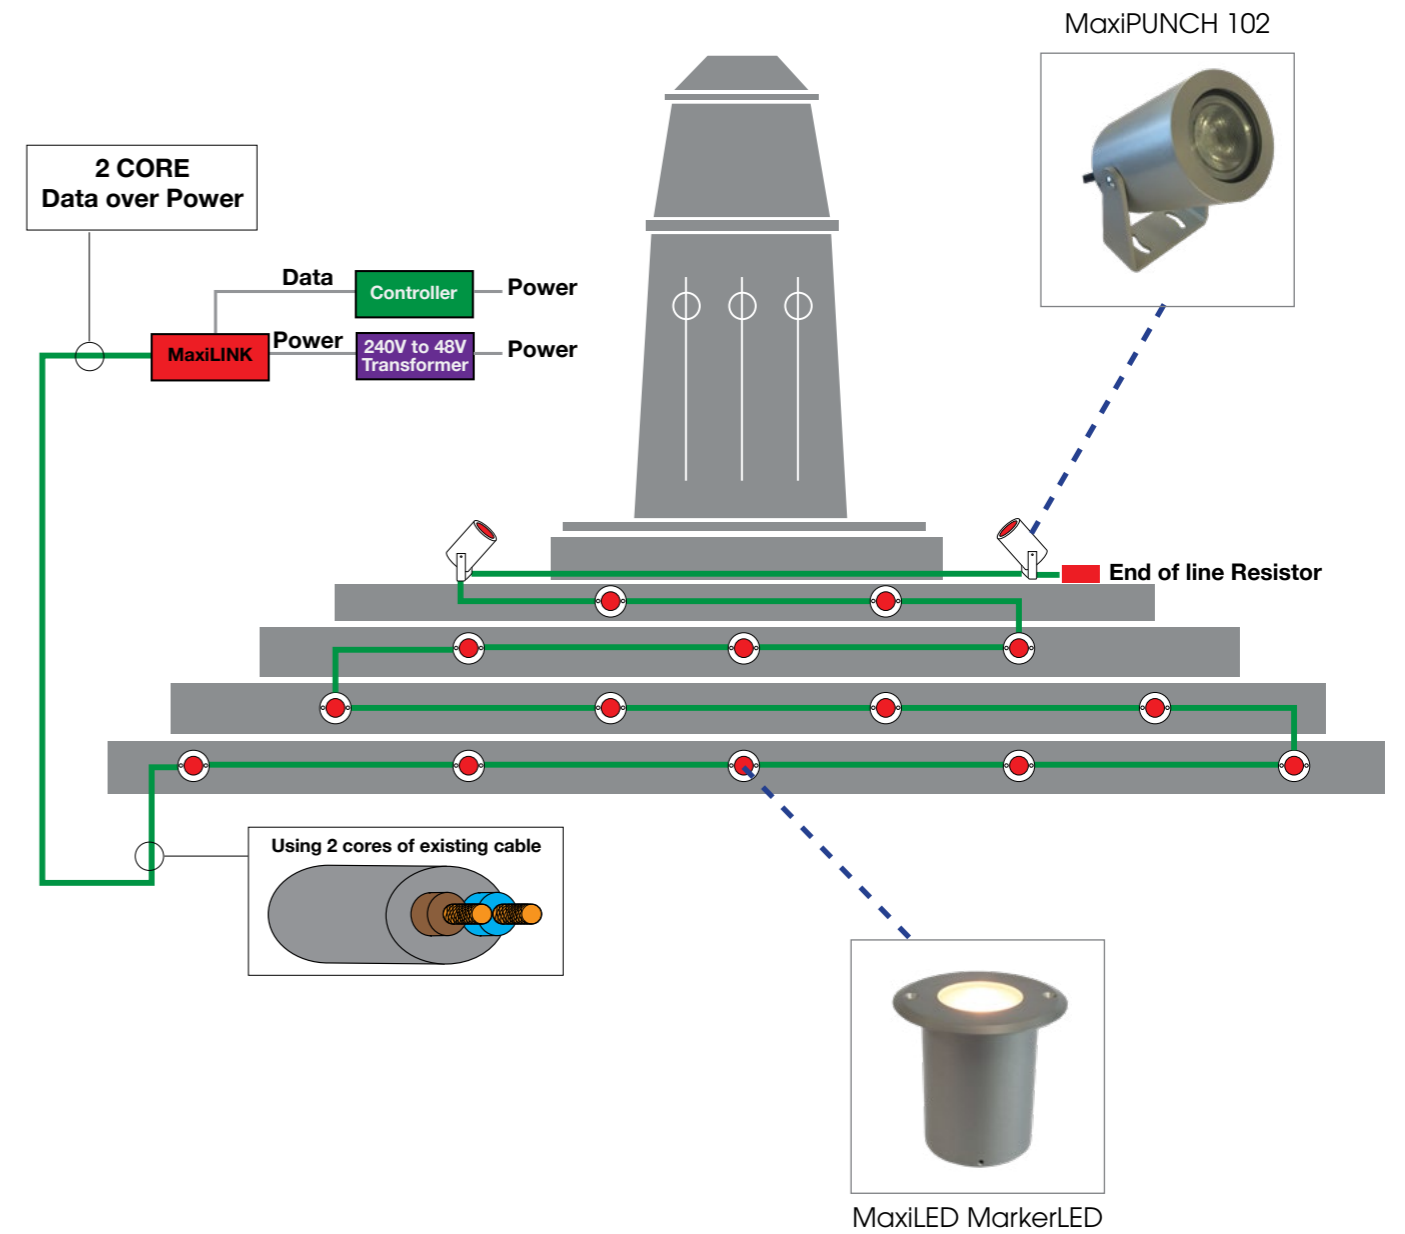 MaxiPUNCH 102
2 CORE
Data over Power
Data
Controller
Power
MaxiLINK
Power
240V to 48V
Transformer
Power
End of line Resistor
Using 2 cores of existing cable
MaxiLED MarkerLED